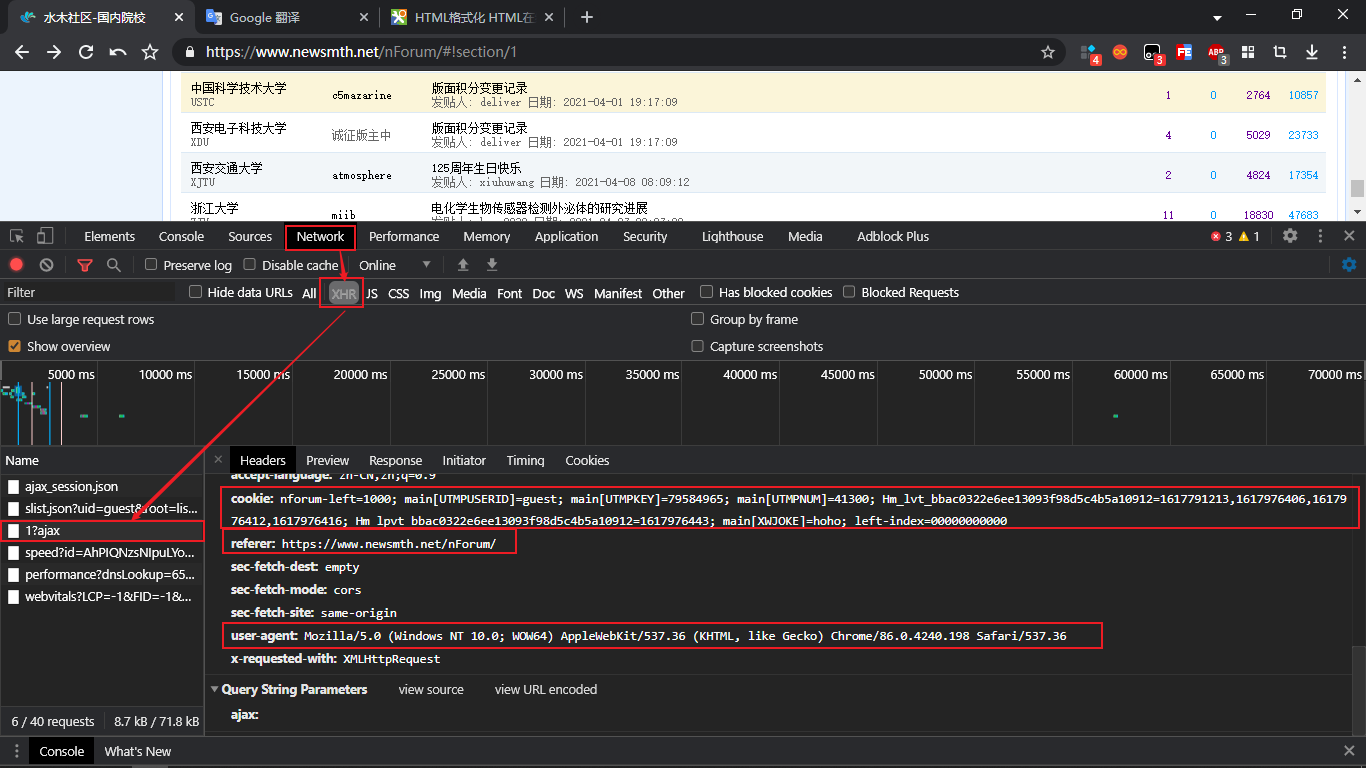 水木社区-国内院校
Google 翻译
HTML格式化 HTML在
https://www.newsmth.net/nForum/#!section/1
4
3
FE
ABP
3
中国科学技术大学 c5mazarine 版面积分变更记录 1 0 2764 10857
USTC 发贴人: deliver 日期: 2021-04-01 19:17:09
西安电子科技大学 诚征版主中 版面积分变更记录 4 0 5029 23733
XDU 发贴人: deliver 日期: 2021-04-01 19:17:09
西安交通大学 atmosphere 125周年生日快乐 2 0 4824 17354
XJTU 发贴人: xiuhuwang 日期: 2021-04-08 08:09:12
浙江大学 miib 电化学生物传感器检测外泌体的研究进展 11 0 18830 47683
Elements Console Sources Network Performance Memory Application Security Lighthouse Media Adblock Plus 3 1
Preserve log Disable cache Online
Filter Hide data URLs All XHR JS CSS Img Media Font Doc WS Manifest Other Has blocked cookies Blocked Requests
Use large request rows Group by frame
Show overview Capture screenshots
5000 ms 10000 ms 15000 ms 20000 ms 25000 ms 30000 ms 35000 ms 40000 ms 45000 ms 50000 ms 55000 ms 60000 ms 65000 ms 70000 ms
Name
ajax_session.json
slist.json?uid=guest&root=lis...
1?ajax
speed?id=AhPIQNzsNIpuLYo...
performance?dnsLookup=65...
webvitals?LCP=-1&FID=-1&...
6 / 40 requests 8.7 kB / 71.8 kB
Headers Preview Response Initiator Timing Cookies
accept-language: zh-CN,zh;q=0.9
cookie: nforum-left=1000; main[UTMPUSERID]=guest; main[UTMPKEY]=79584965; main[UTMPNUM]=41300; Hm_lvt_bbac0322e6ee13093f98d5c4b5a10912=1617791213,1617976406,16179
76412,1617976416; Hm_lpvt_bbac0322e6ee13093f98d5c4b5a10912=1617976443; main[XWJOKE]=hoho; left-index=00000000000
referer: https://www.newsmth.net/nForum/
sec-fetch-dest: empty
sec-fetch-mode: cors
sec-fetch-site: same-origin
user-agent: Mozilla/5.0 (Windows NT 10.0; WOW64) AppleWebKit/537.36 (KHTML, like Gecko) Chrome/86.0.4240.198 Safari/537.36
x-requested-with: XMLHttpRequest
Query String Parameters view source view URL encoded
ajax:
Console What's New